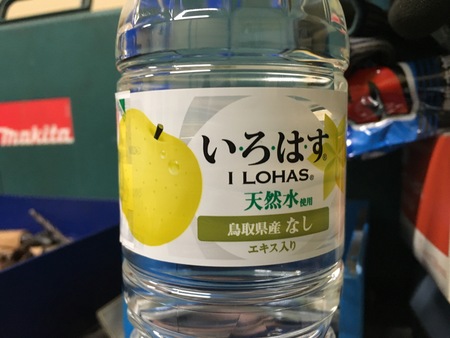 makita
い・ろ・は・す®
I LOHAS®
天然水使用
鳥取県産 なし
エキス入り